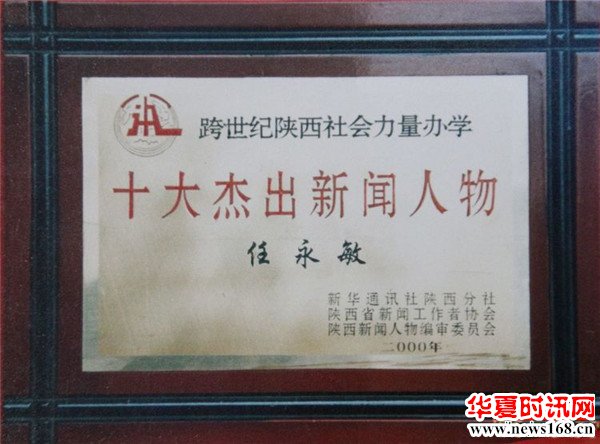 跨世纪陕西社会力量办学
十大杰出新闻人物
任永敏
新华通讯社陕西分社
陕西省新闻工作者协会
陕西新闻人物编审委员会
二000年
华夏时讯网
www.news168.cn